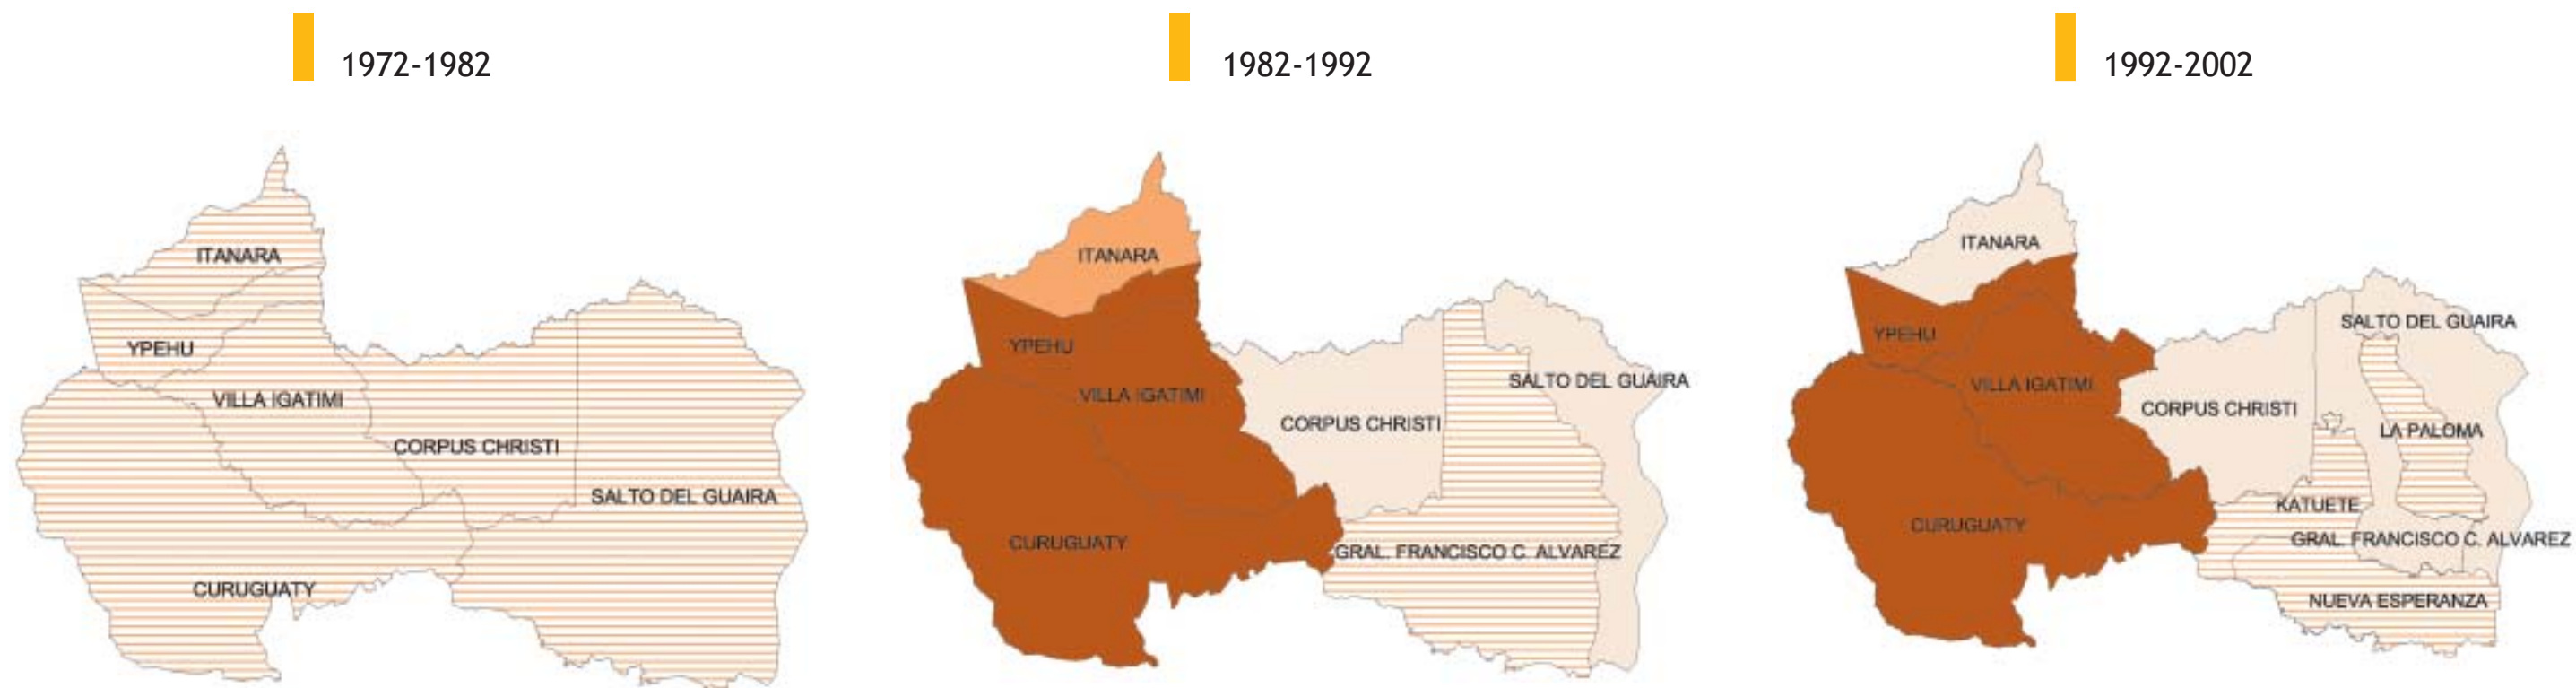 1972-1982
ITANARA
YPEHU
VILLA IGATIMI
CORPUS CHRISTI
SALTO DEL GUAIRA
CURUGUATY
1982-1992
ITANARA
YPEHU
SALTO DEL GUAIRA
VILLA IGATIMI
CORPUS CHRISTI
CURUGUATY
GRAL. FRANCISCO C. ALVAREZ
1992-2002
ITANARA
SALTO DEL GUAIRA
YPEHU
VILLA IGATIMI
CORPUS CHRISTI
LA PALOMA
KATUETE
CURUGUATY
GRAL. FRANCISCO C. ALVAREZ
NUEVA ESPERANZA